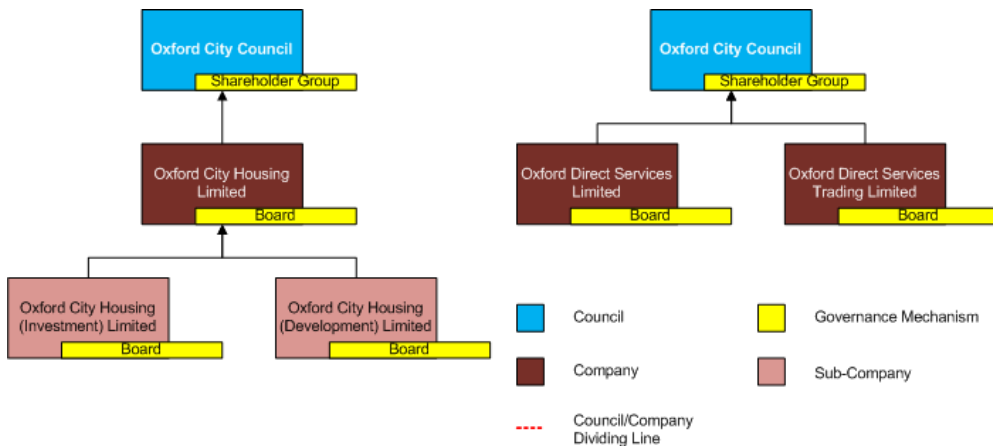 Oxford City Council
Shareholder Group
Oxford City Housing
Limited
Board
Oxford City Housing
(Investment) Limited
Board
Oxford City Housing
(Development) Limited
Board
Oxford City Council
Shareholder Group
Oxford Direct Services
Limited
Board
Oxford Direct Services
Trading Limited
Board
Council
Governance Mechanism
Company
Sub-Company
Council/Company
Dividing Line